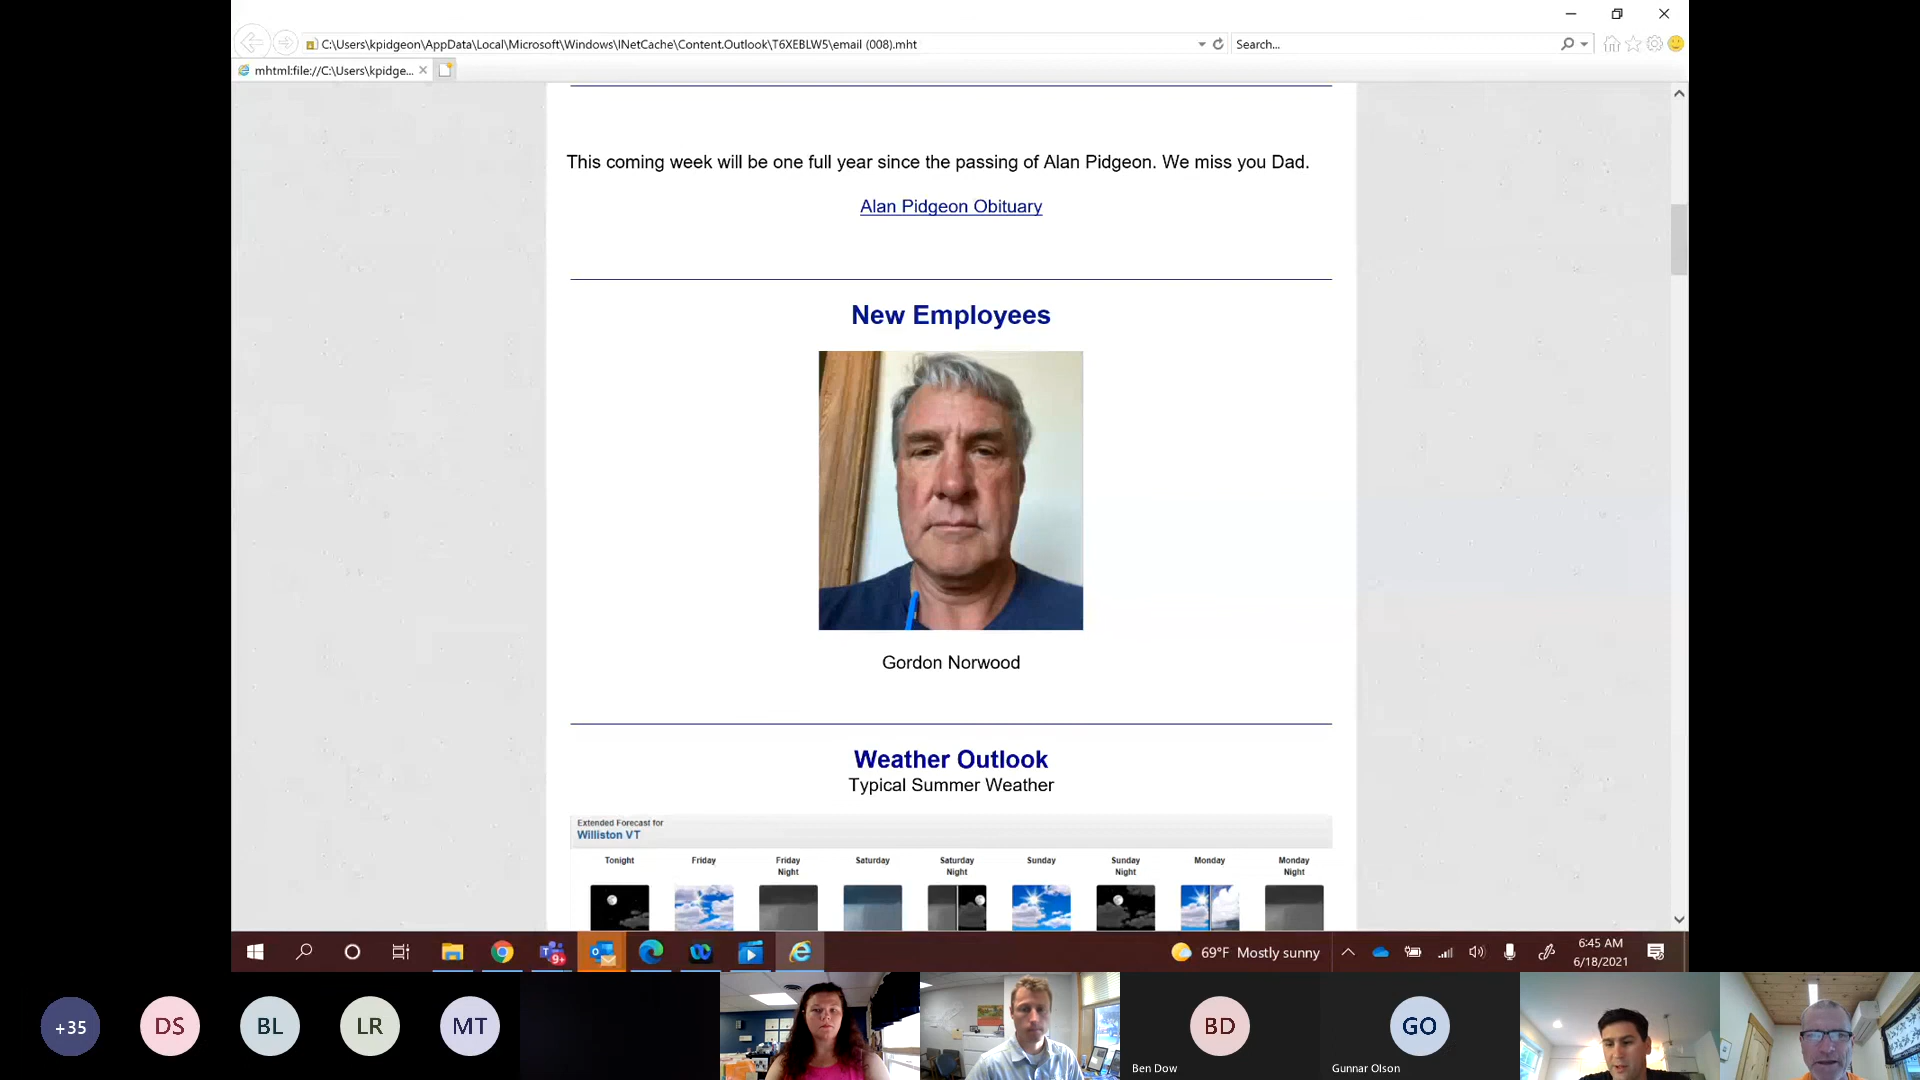 C:\Users\kpidgeon\AppData\Local\Microsoft\Windows\INetCache\Content.Outlook\T6XEBLW5\email (008).mht
Search...
mhtml:file://C:\Users\kpidge...
This coming week will be one full year since the passing of Alan Pidgeon. We miss you Dad.
Alan Pidgeon Obituary
New Employees
Gordon Norwood
Weather Outlook
Typical Summer Weather
Extended Forecast for
Williston VT
Tonight Friday Friday Night Saturday Saturday Night Sunday Sunday Night Monday Monday Night
9+
69°F Mostly sunny
6:45 AM
6/18/2021
+35 DS BL LR MT BD GO
Ben Dow Gunnar Olson